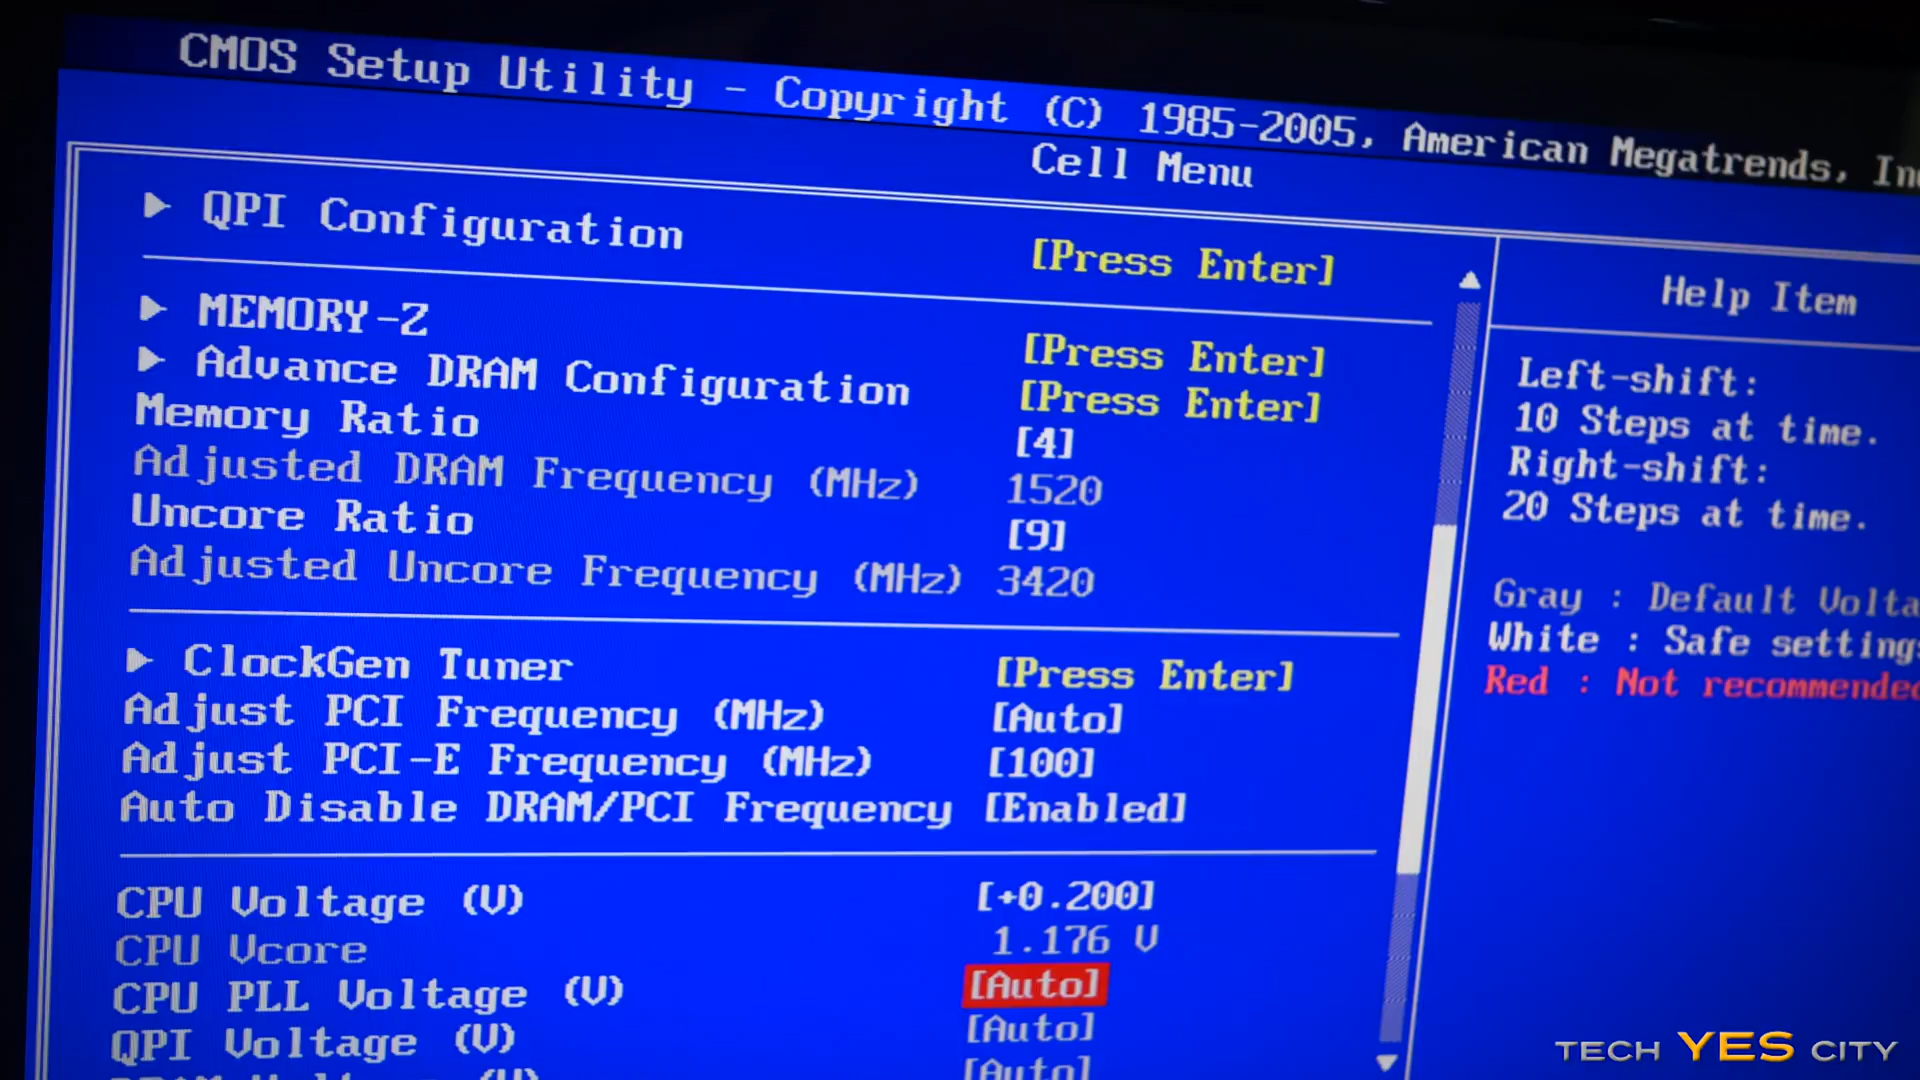 CMOS Setup Utility - Copyright (C) 1985-2005, American Megatrends,
Cell Menu
QPI Configuration [Press Enter]
MEMORY-Z [Press Enter]
Advance DRAM Configuration [Press Enter]
Memory Ratio [4]
Adjusted DRAM Frequency (MHz) 1520
Uncore Ratio [9]
Adjusted Uncore Frequency (MHz) 3420
ClockGen Tuner [Press Enter]
Adjust PCI Frequency (MHz) [Auto]
Adjust PCI-E Frequency (MHz) [100]
Auto Disable DRAM/PCI Frequency [Enabled]
CPU Voltage (V) [+0.200]
CPU Vcore 1.176 V
CPU PLL Voltage (V) [Auto]
QPI Voltage (V) [Auto]
[Auto]
Help Item
Left-shift:
10 Steps at time.
Right-shift:
20 Steps at time.
Gray : Default
White : Safe settings
Red : Not recommended
TECH YES CITY